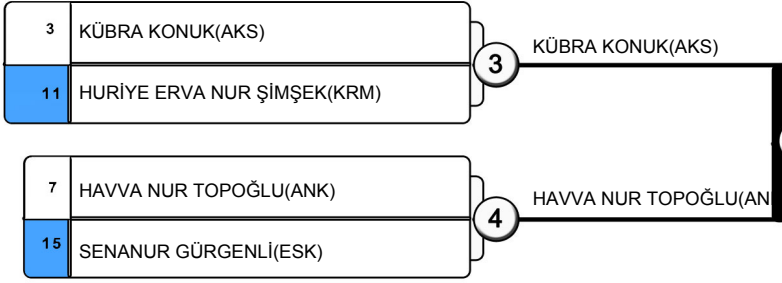 3 KÜBRA KONUK(AKS)
11 HURİYE ERVA NUR ŞİMŞEK(KRM)
3
KÜBRA KONUK(AKS)
7 HAVVA NUR TOPOĞLU(ANK)
15 SENANUR GÜRGENLİ(ESK)
4
HAVVA NUR TOPOĞLU(AN